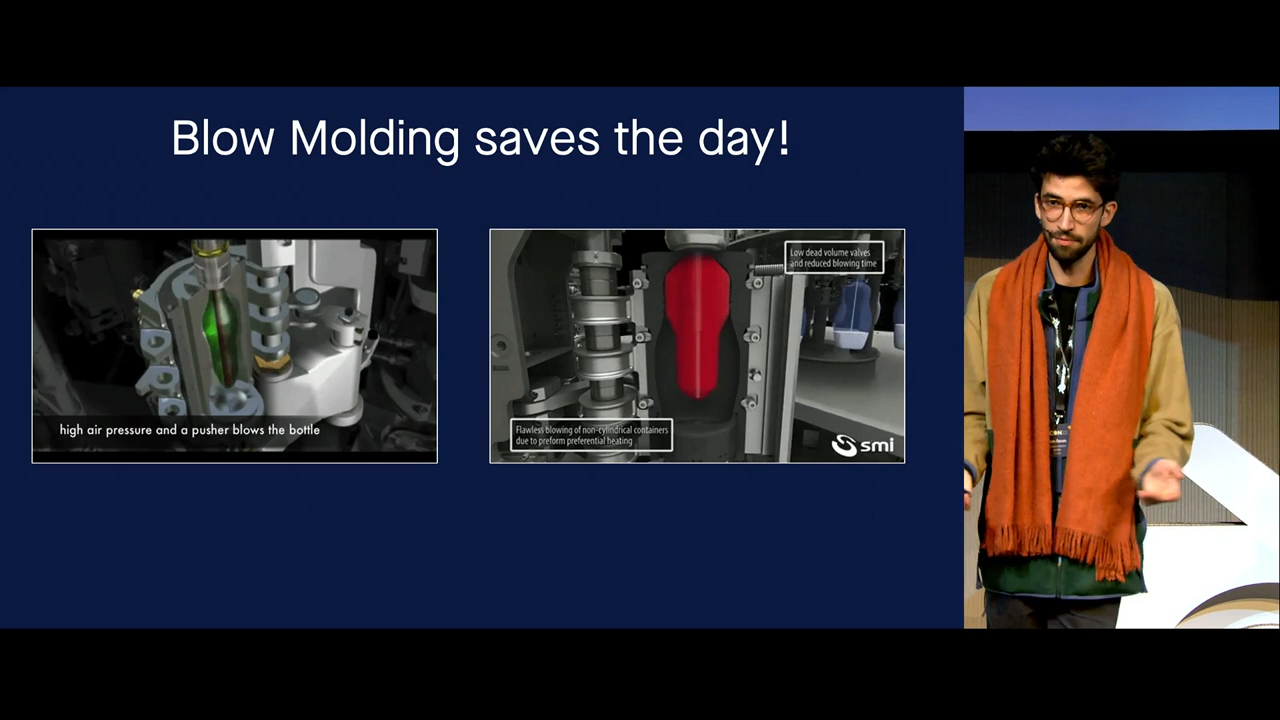 Blow Molding saves the day!
high air pressure and a pusher blows the bottle
Low dead volume valves
and reduced blowing time
Flawless blowing of non-cylindrical containers
due to preform preferential heating
smi